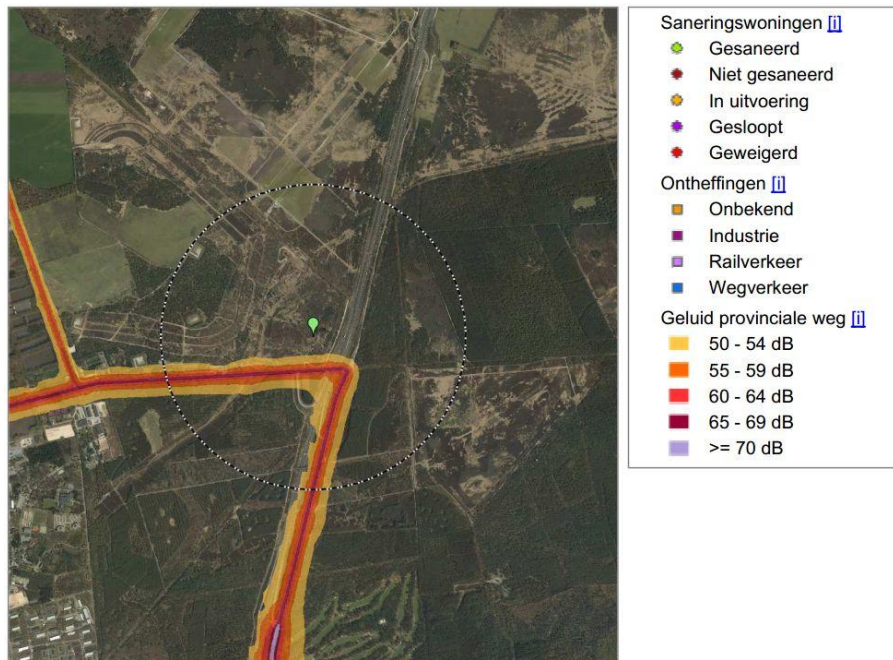 Saneringswoningen [i]
Gesaneerd
Niet gesaneerd
In uitvoering
Gesloopt
Geweigerd
Ontheffingen [i]
Onbekend
Industrie
Railverkeer
Wegverkeer
Geluid provinciale weg [i]
50 - 54 dB
55 - 59 dB
60 - 64 dB
65 - 69 dB
>= 70 dB